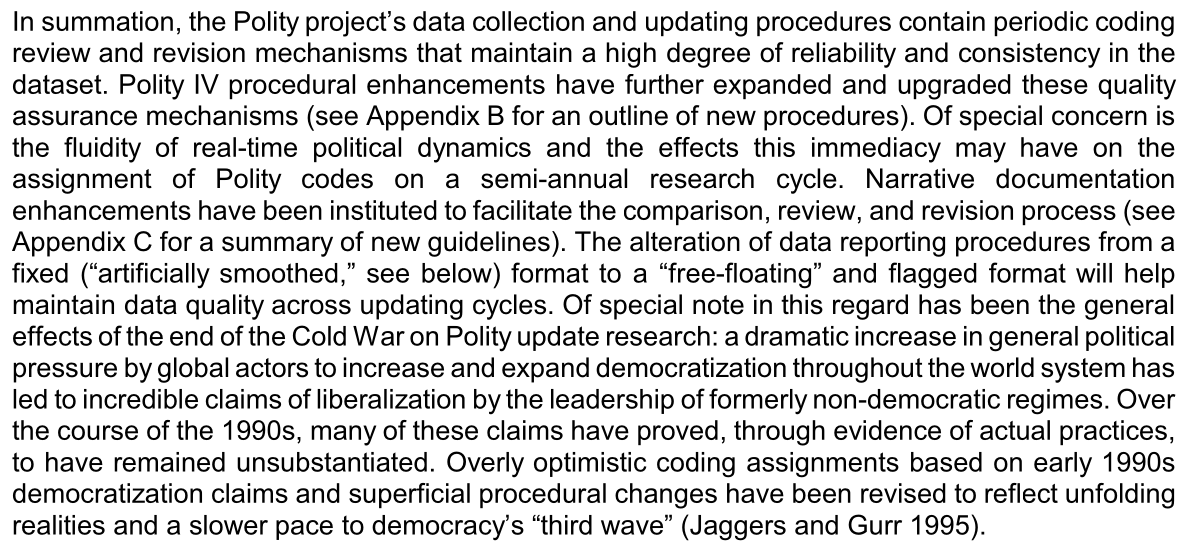 In summation, the Polity project’s data collection and updating procedures contain periodic coding
review and revision mechanisms that maintain a high degree of reliability and consistency in the
dataset. Polity IV procedural enhancements have further expanded and upgraded these quality
assurance mechanisms (see Appendix B for an outline of new procedures). Of special concern is
the fluidity of real-time political dynamics and the effects this immediacy may have on the
assignment of Polity codes on a semi-annual research cycle. Narrative documentation
enhancements have been instituted to facilitate the comparison, review, and revision process (see
Appendix C for a summary of new guidelines). The alteration of data reporting procedures from a
fixed (“artificially smoothed,” see below) format to a “free-floating” and flagged format will help
maintain data quality across updating cycles. Of special note in this regard has been the general
effects of the end of the Cold War on Polity update research: a dramatic increase in general political
pressure by global actors to increase and expand democratization throughout the world system has
led to incredible claims of liberalization by the leadership of formerly non-democratic regimes. Over
the course of the 1990s, many of these claims have proved, through evidence of actual practices,
to have remained unsubstantiated. Overly optimistic coding assignments based on early 1990s
democratization claims and superficial procedural changes have been revised to reflect unfolding
realities and a slower pace to democracy’s “third wave” (Jaggers and Gurr 1995).